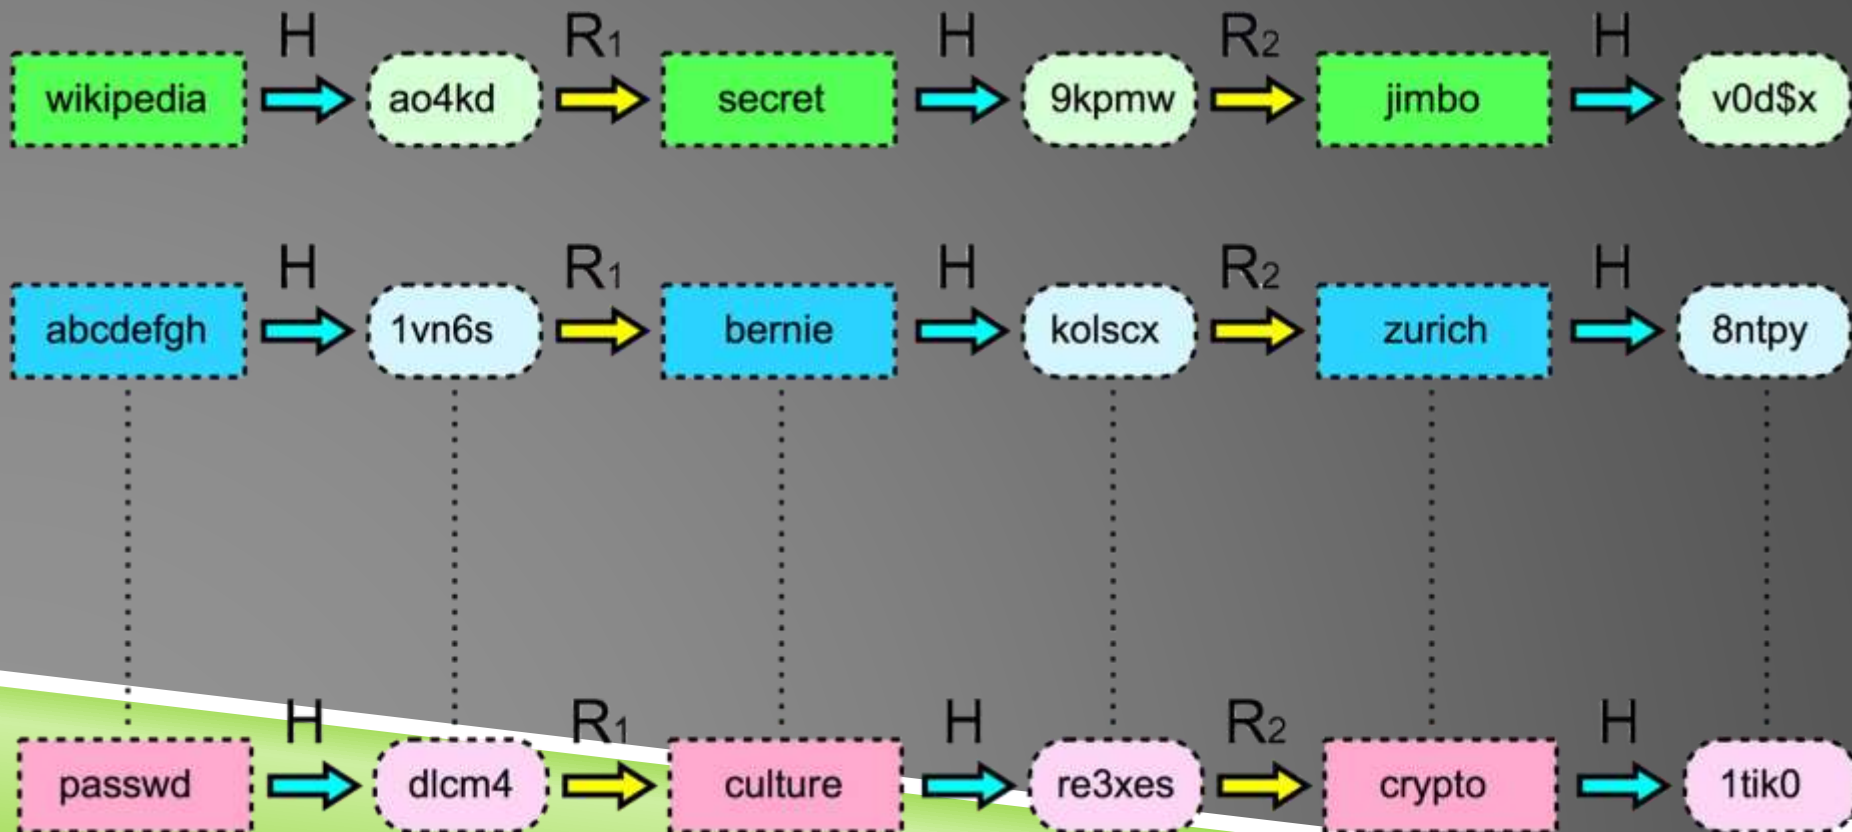 H R1 H R2 H
wikipedia ao4kd secret 9kpmw jimbo v0d$x
H R1 H R2 H
abcdefgh 1vn6s bernie kolscx zurich 8ntpy
H R1 H R2 H
passwd dlcm4 culture re3xes crypto 1tik0